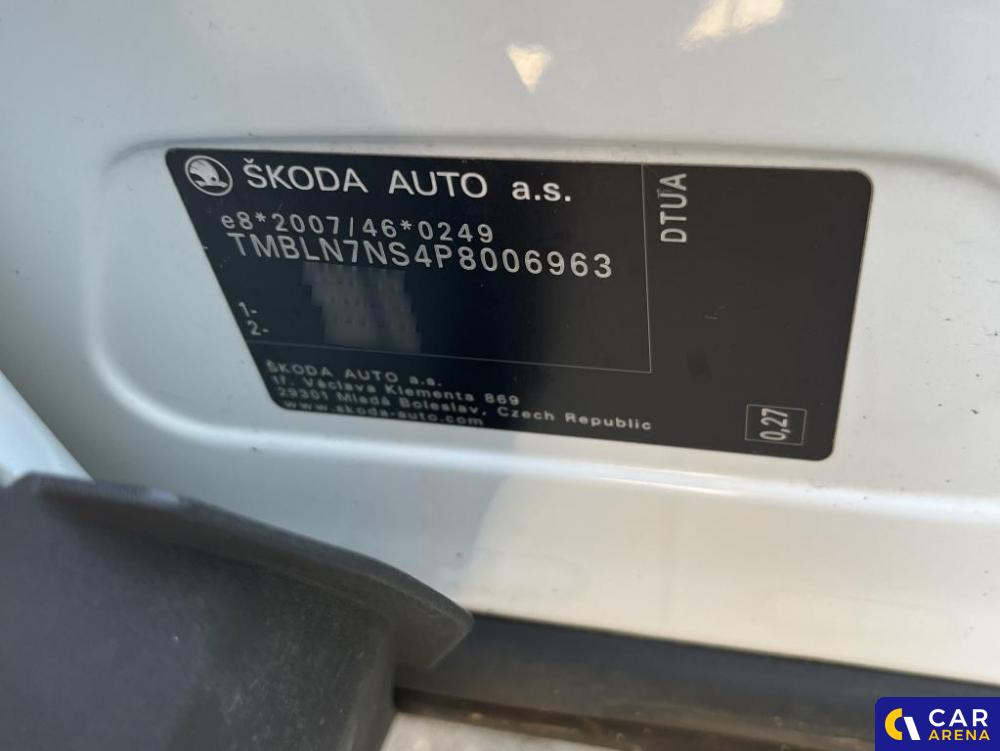 ŠKODA AUTO a.s.
e8*2007/46*0249
TMBLN7NS4P8006963
1-
2-
ŠKODA AUTO a.s.
tř. Václava Klementa 869
29301 Mladá Boleslav, Czech Republic
www.skoda-auto.com
DTUA
0,27
CAR
ARENA